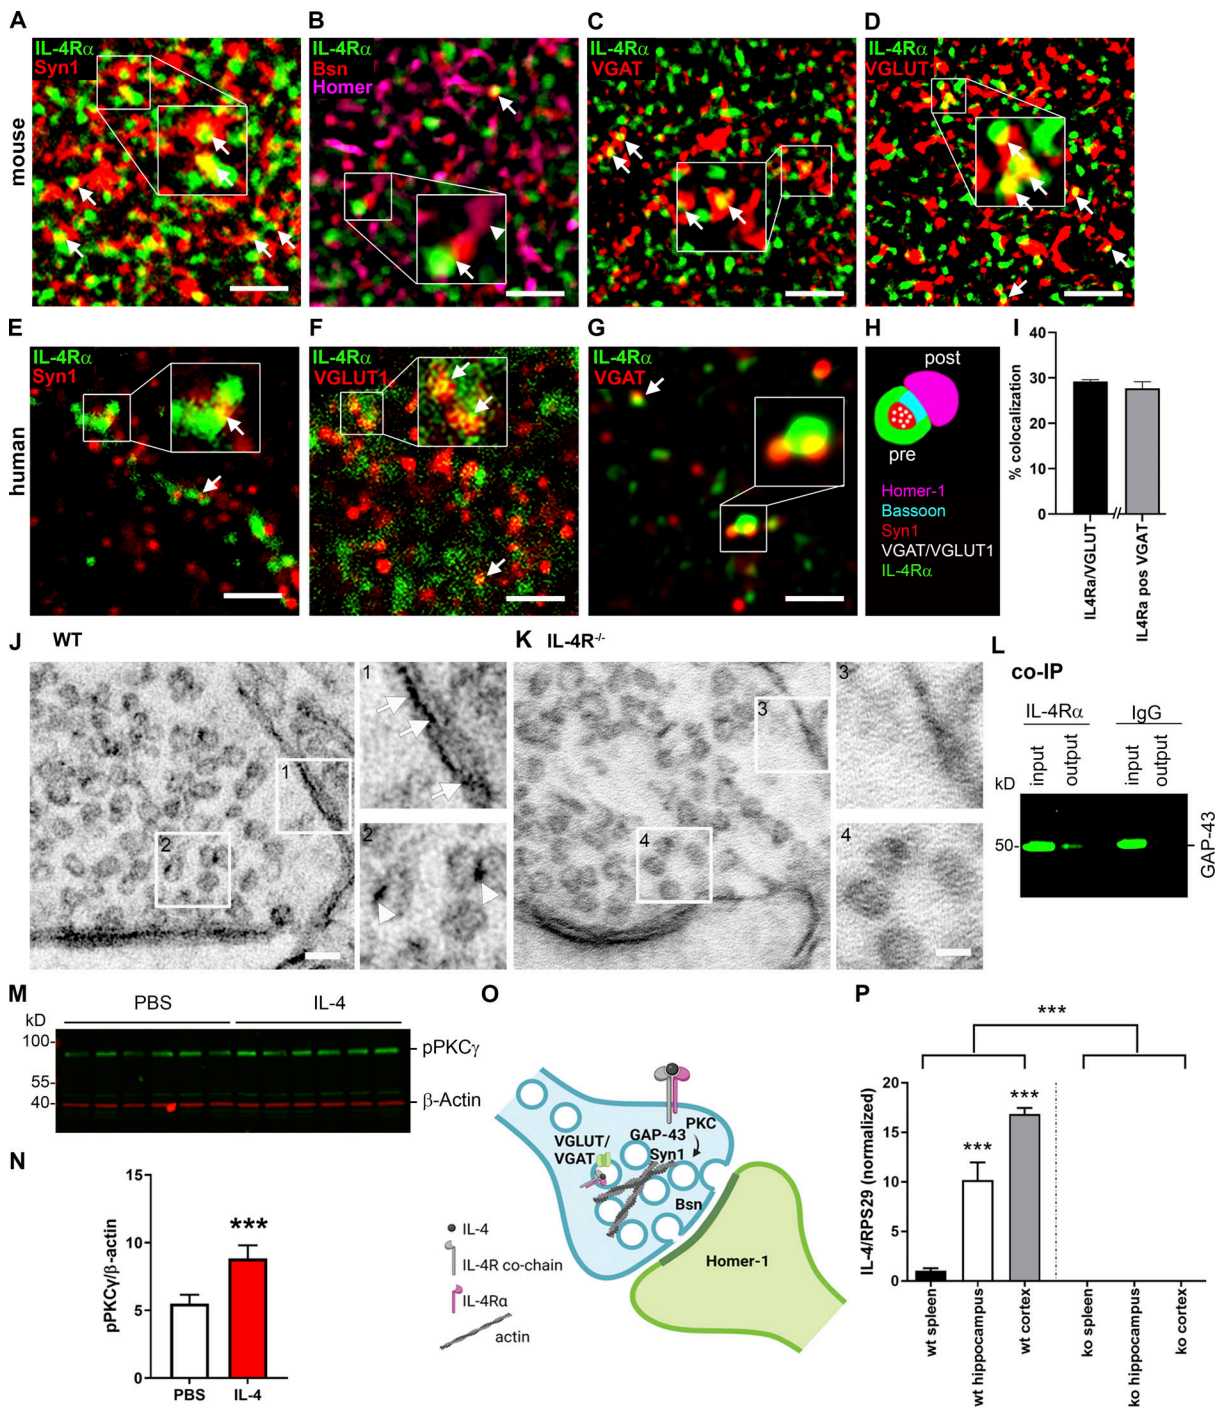 A
IL-4Rα
Syn1
B
IL-4Rα
Bsn
Homer
C
IL-4Rα
VGAT
D
IL-4Rα
VGLUT1
mouse
E
IL-4Rα
Syn1
F
IL-4Rα
VGLUT1
G
IL-4Rα
VGAT
human
H
post
pre
Homer-1
Bassoon
Syn1
VGAT/VGLUT1
IL-4Rα
I
% colocalization
40
30
20
10
0
IL4Ra/VGLUT
IL4Ra pos VGAT
J WT
1
2
1
2
K IL-4R-/-
3
4
3
4
L
co-IP
IL-4Rα IgG
input output input output
kD
50-
GAP-43
M
PBS IL-4
kD
100-
55-
40-
pPKCγ
β-Actin
N
pPKCγ/β-actin
15
10
5
0
***
PBS IL-4
O
VGLUT/
VGAT
GAP-43
Syn1
PKC
Bsn
Homer-1
IL-4
IL-4R co-chain
IL-4Rα
actin
P
***
IL-4/RPS29 (normalized)
20
15
10
5
0
***
***
wt spleen
wt hippocampus
wt cortex
ko spleen
ko hippocampus
ko cortex